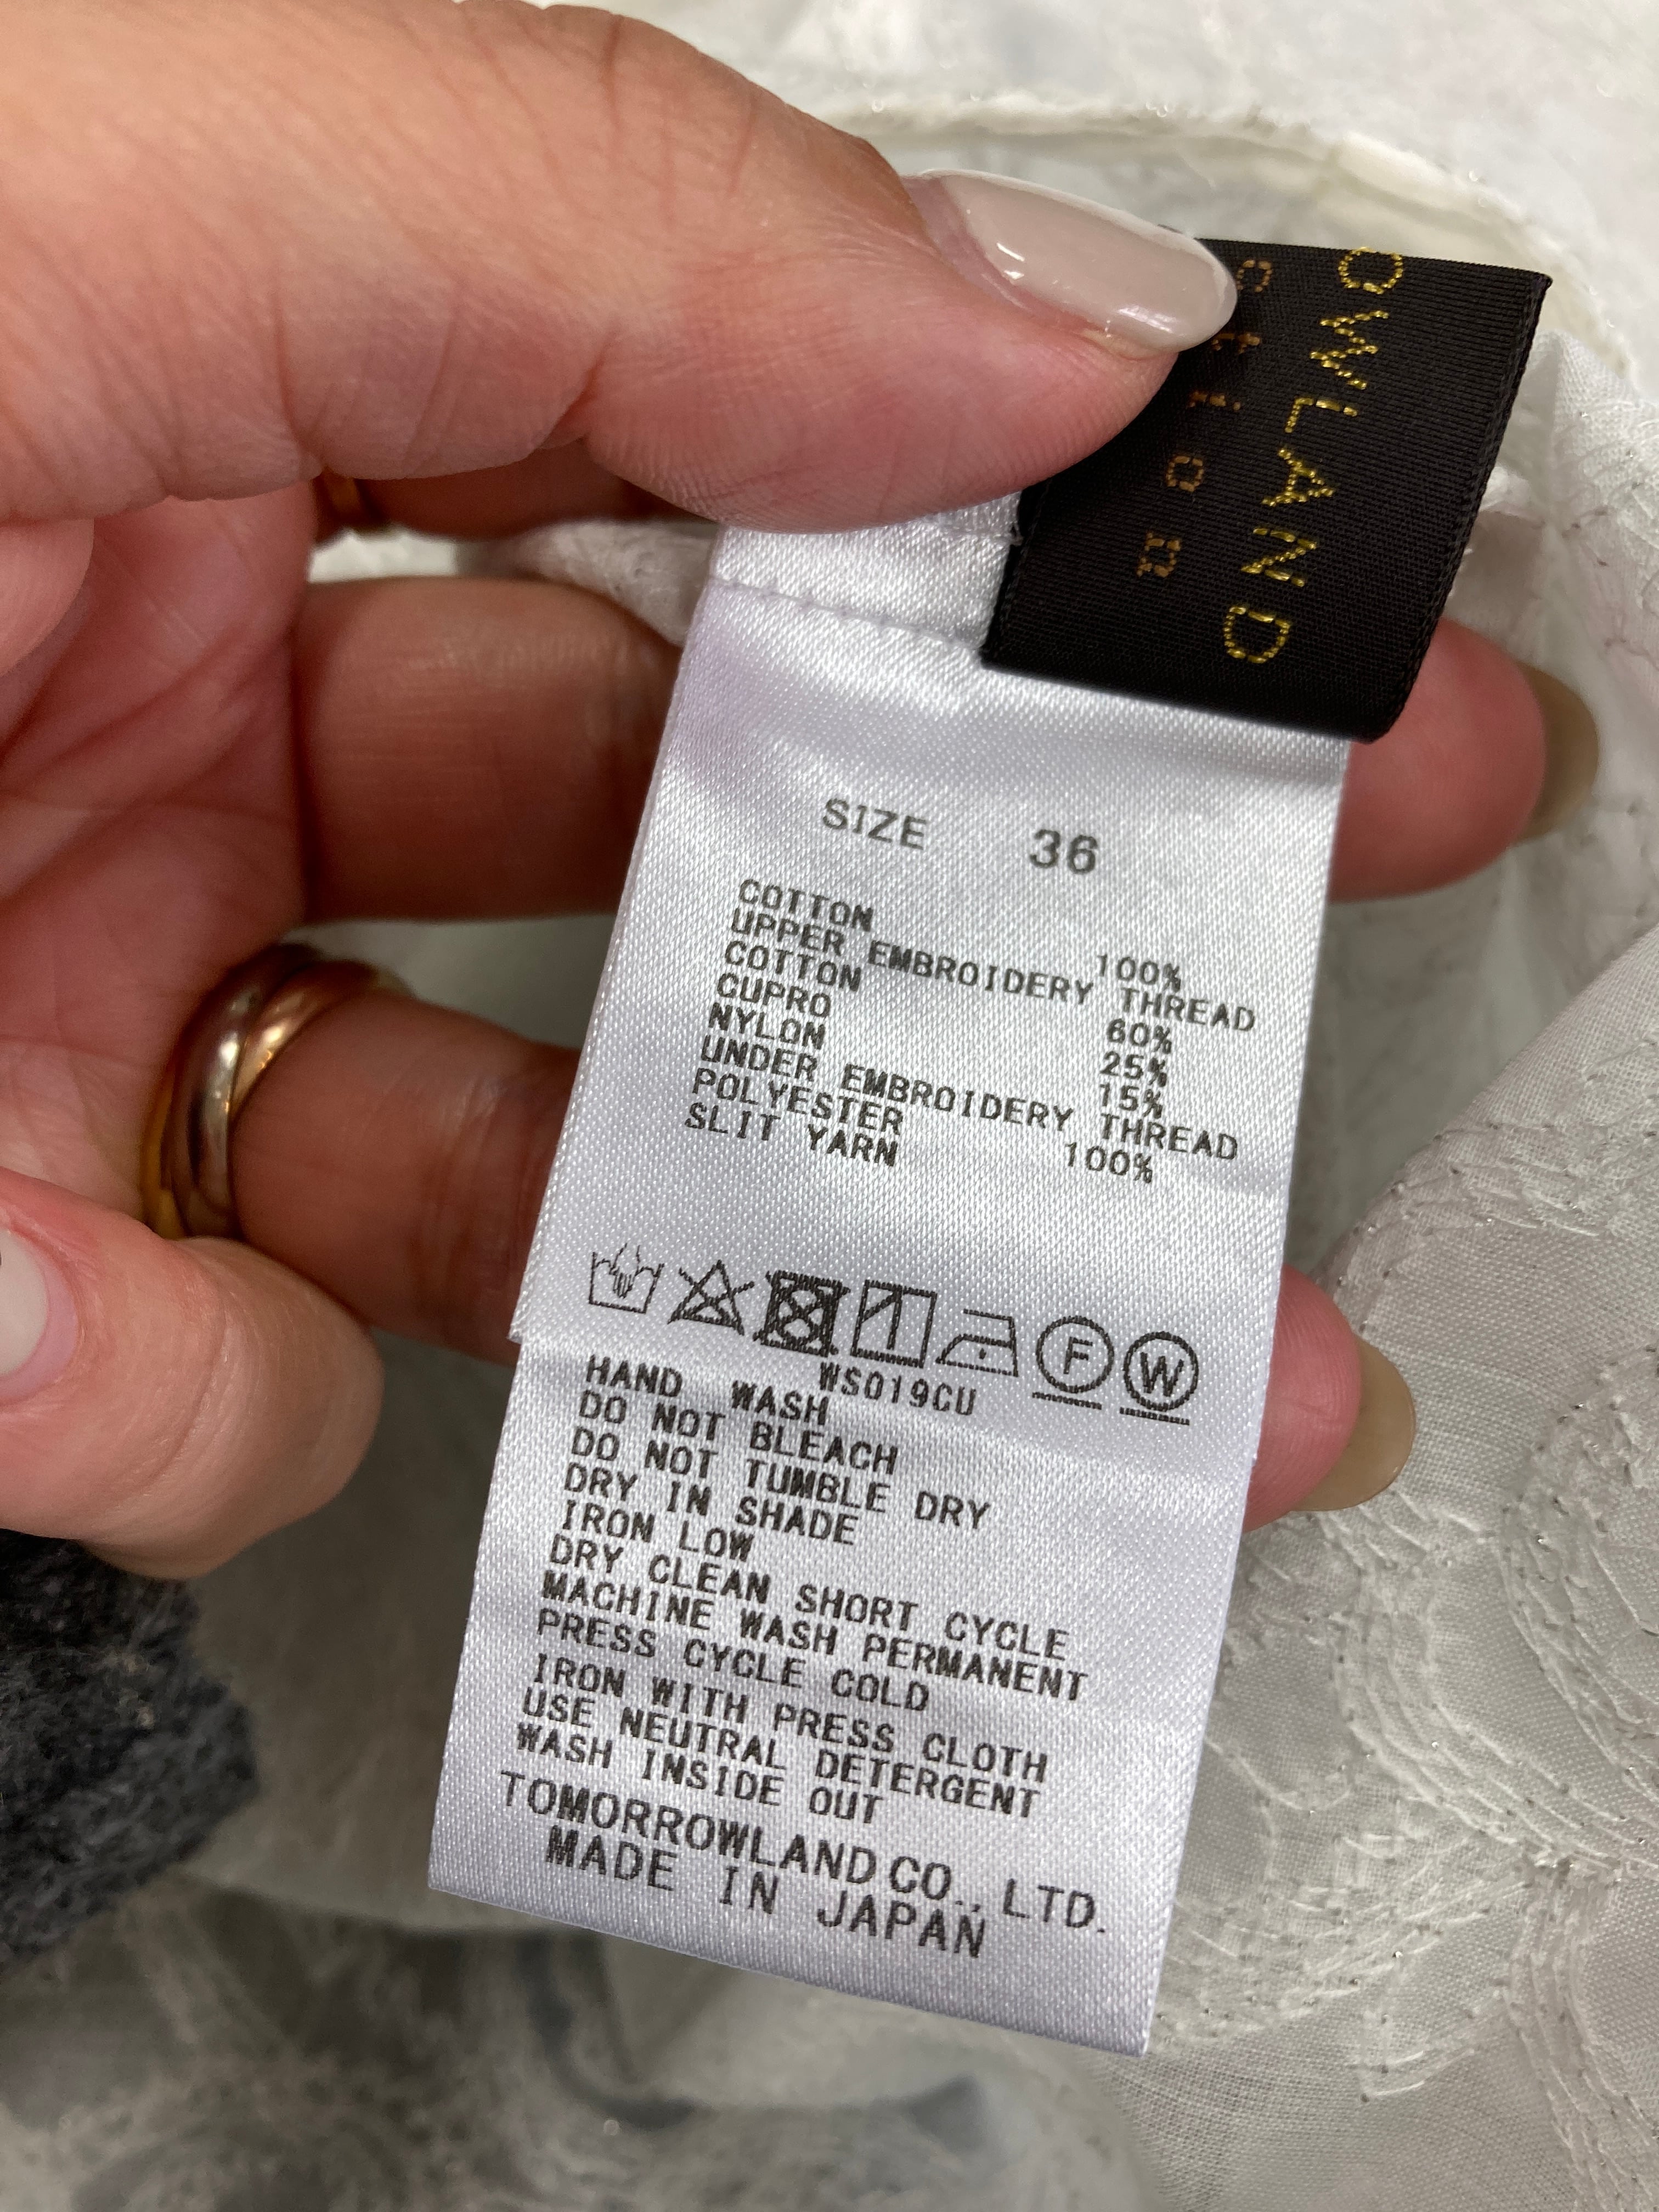 OWLAND
ction
SIZE 36
COTTON 100%
UPPER EMBROIDERY THREAD
COTTON 60%
CUPRO 25%
NYLON 15%
UNDER EMBROIDERY THREAD
POLYESTER 100%
SLIT YARN
F W
WS019CU
HAND WASH
DO NOT BLEACH
DO NOT TUMBLE DRY
DRY IN SHADE
IRON LOW
DRY CLEAN SHORT CYCLE
MACHINE WASH PERMANENT
PRESS CYCLE COLD
IRON WITH PRESS CLOTH
USE NEUTRAL DETERGENT
WASH INSIDE OUT
TOMORROWLAND CO., LTD.
MADE IN JAPAN